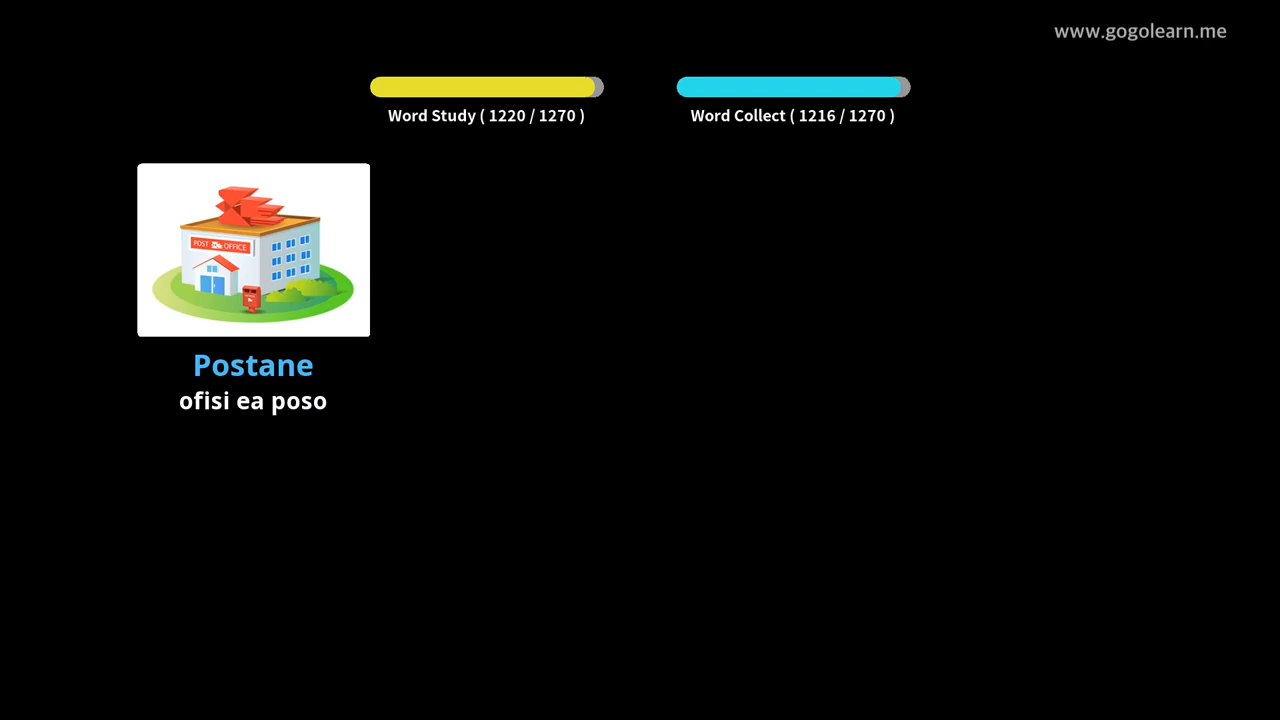 www.gogolearn.me
Word Study ( 1220 / 1270 )
Word Collect ( 1216 / 1270 )
POST OFFICE
Postane
ofisi ea poso